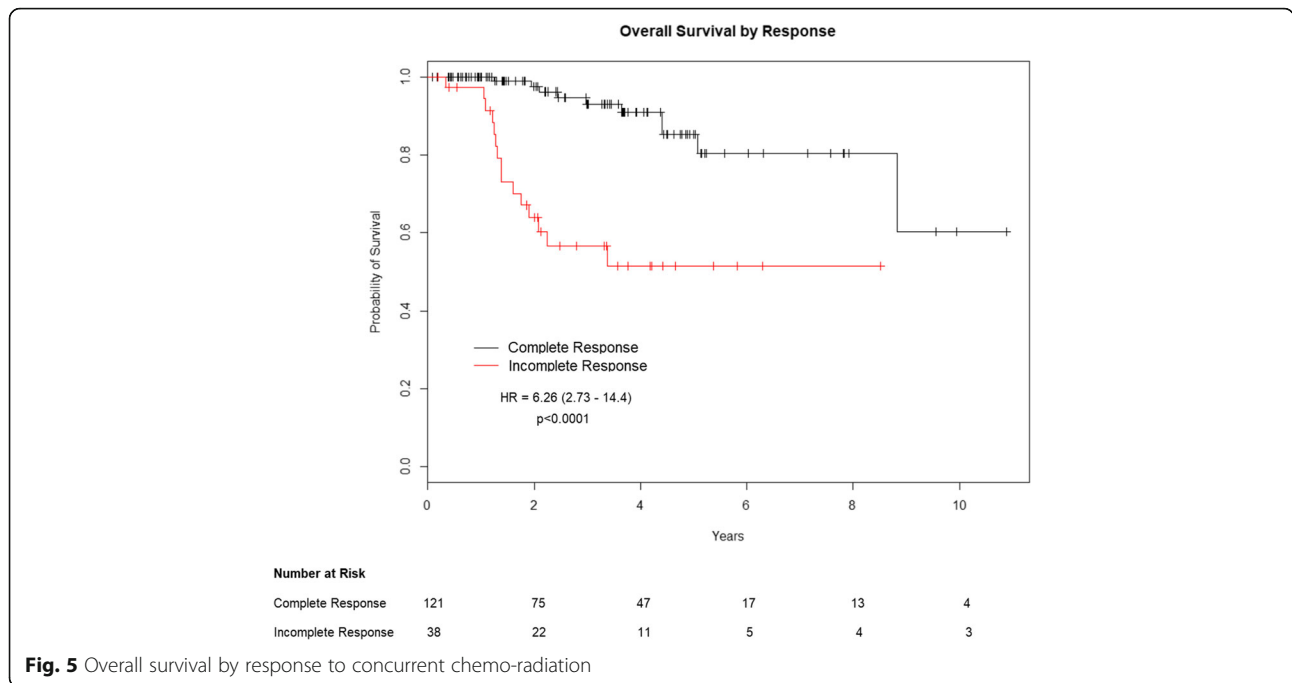 Overall Survival by Response
1.0
0.8
0.6
0.4
0.2
0.0
Probability of Survival
Complete Response
Incomplete Response
HR = 6.26 (2.73 - 14.4)
p<0.0001
0 2 4 6 8 10
Years
Number at Risk
Complete Response 121 75 47 17 13 4
Incomplete Response 38 22 11 5 4 3
Fig. 5 Overall survival by response to concurrent chemo-radiation